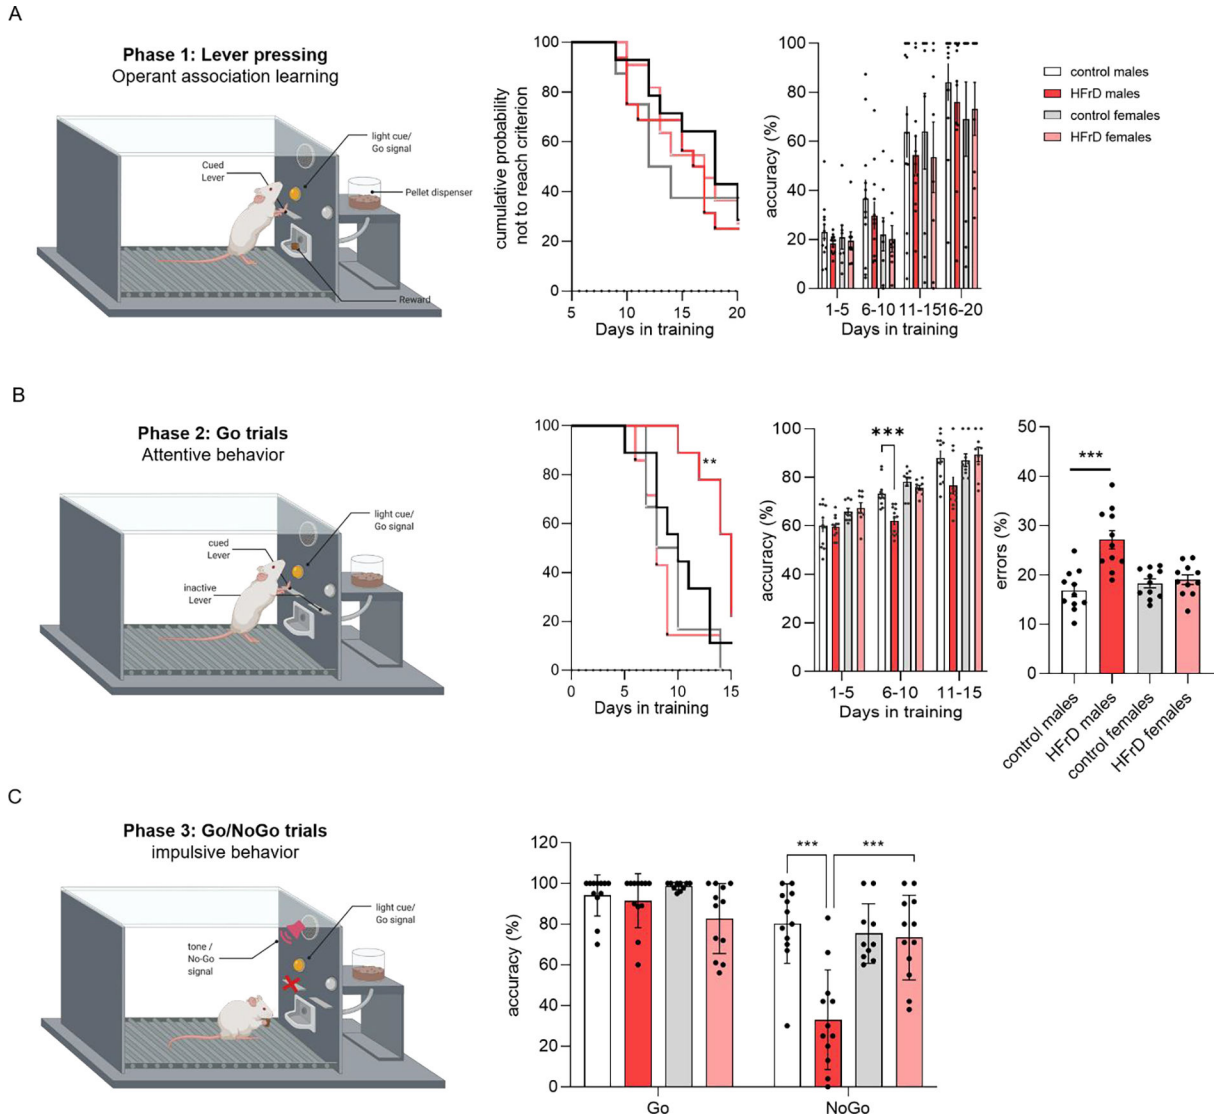 A
Phase 1: Lever pressing
Operant association learning
light cue/
Go signal
Cued
Lever
Pellet dispenser
Reward
cumulative probability
not to reach criterion
100
80
60
40
20
0
5
10
15
20
Days in training
accuracy (%)
100
80
60
40
20
0
1-5
6-10
11-15
16-20
Days in training
control males
HFrD males
control females
HFrD females
B
Phase 2: Go trials
Attentive behavior
light cue/
Go signal
cued
Lever
inactive
Lever
100
80
60
40
20
0
**
0
5
10
15
Days in training
accuracy (%)
100
80
60
40
20
0
***
1-5
6-10
11-15
Days in training
errors (%)
50
40
30
20
10
0
***
control males
HFrD males
control females
HFrD females
C
Phase 3: Go/NoGo trials
impulsive behavior
light cue/
Go signal
tone /
No-Go
signal
accuracy (%)
120
100
80
60
40
20
0
***
***
Go
NoGo